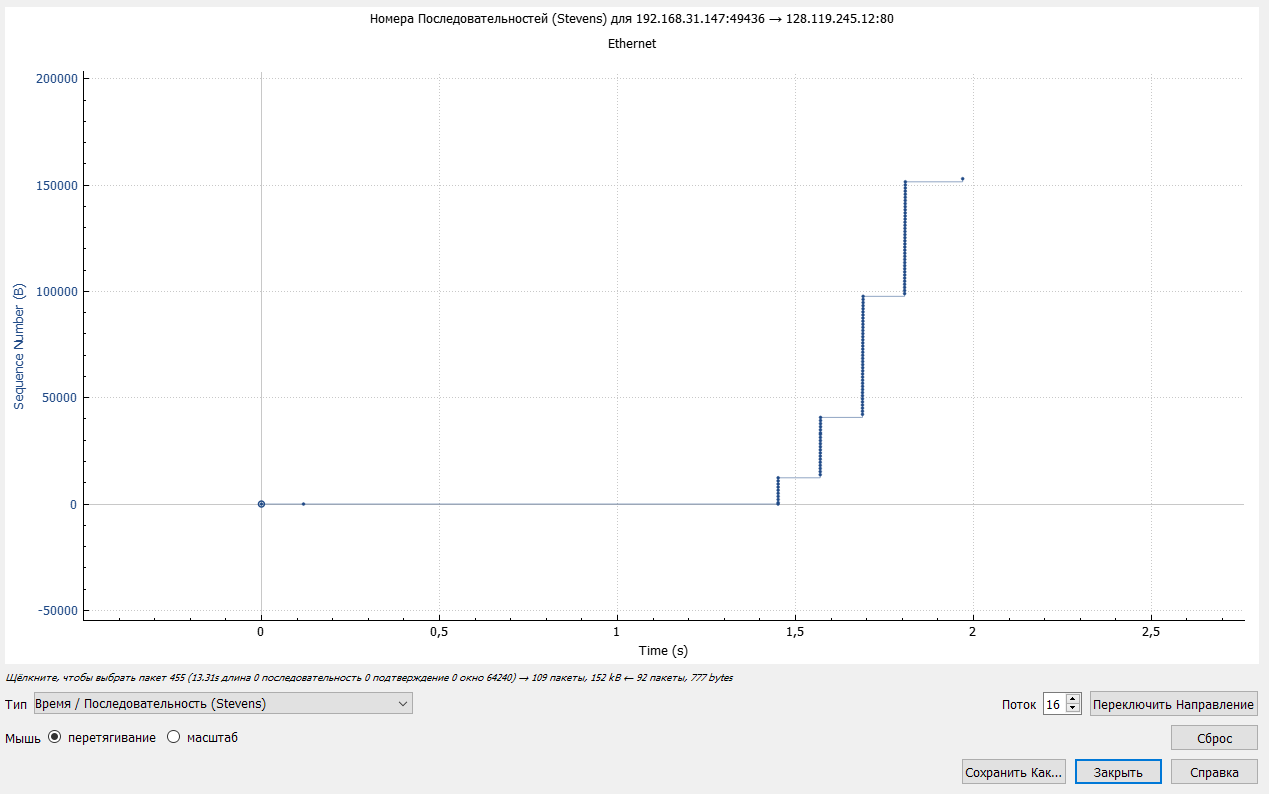 Номера Последовательностей (Stevens) для 192.168.31.147:49436 → 128.119.245.12:80
Ethernet
200000
150000
100000
50000
0
-50000
Sequence Number (B)
0 0,5 1 1,5 2 2,5
Time (s)
Щёлкните, чтобы выбрать пакет 455 (13.31s длина 0 последовательность 0 подтверждение 0 окно 64240) → 109 пакеты, 152 kB ← 92 пакеты, 777 bytes
Тип Время / Последовательность (Stevens) Поток 16 Переключить Направление
Мышь перетягивание масштаб Сброс
Сохранить Как... Закрыть Справка